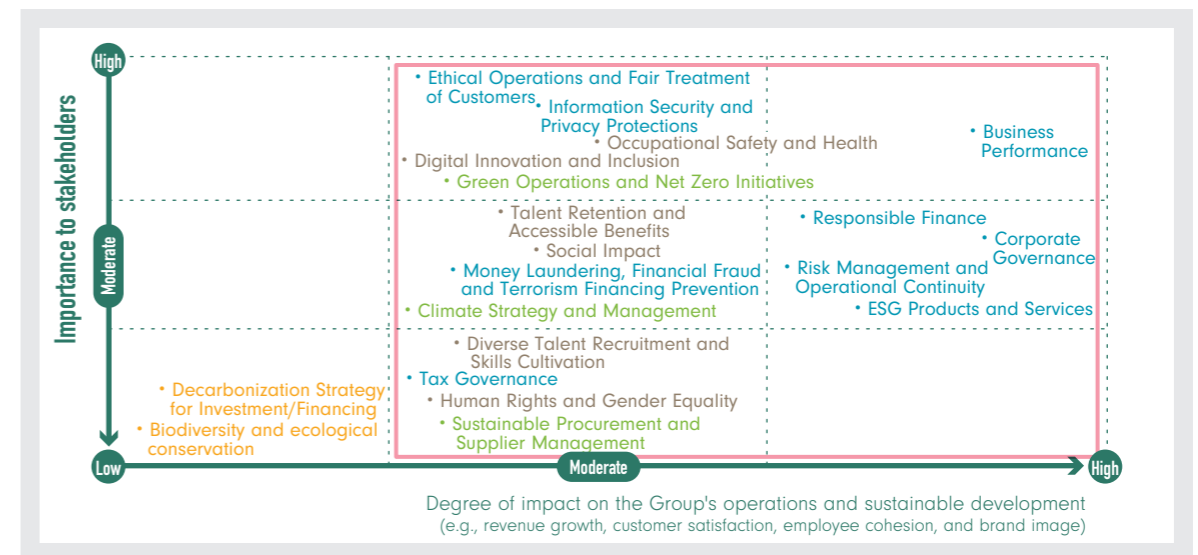 High
Importance to stakeholders
Moderate
Low
• Ethical Operations and Fair Treatment
of Customers
• Information Security and
Privacy Protections
• Occupational Safety and Health
• Digital Innovation and Inclusion
• Green Operations and Net Zero Initiatives
• Business
Performance
• Talent Retention and
Accessible Benefits
• Social Impact
• Money Laundering, Financial Fraud
and Terrorism Financing Prevention
• Climate Strategy and Management
• Responsible Finance
• Corporate
Governance
• Risk Management and
Operational Continuity
• ESG Products and Services
• Decarbonization Strategy
for Investment/Financing
• Biodiversity and ecological
conservation
• Diverse Talent Recruitment and
Skills Cultivation
• Tax Governance
• Human Rights and Gender Equality
• Sustainable Procurement and
Supplier Management
Moderate
High
Degree of impact on the Group's operations and sustainable development
(e.g., revenue growth, customer satisfaction, employee cohesion, and brand image)